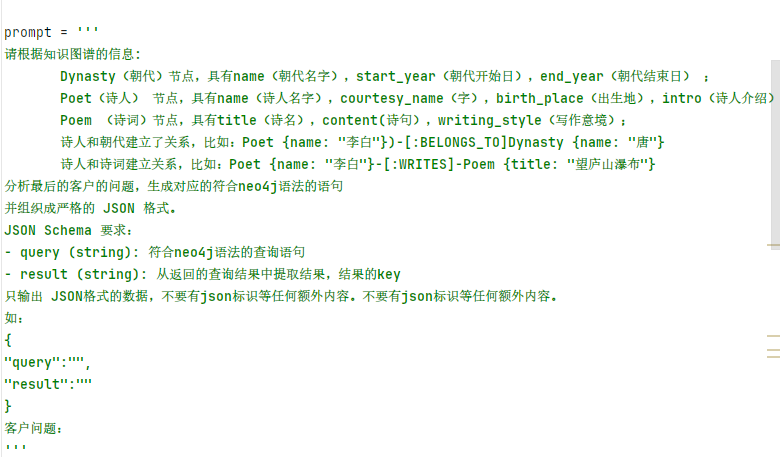 prompt = '''
请根据知识图谱的信息:
Dynasty（朝代）节点，具有name（朝代名字），start_year（朝代开始日），end_year（朝代结束日） ；
Poet（诗人） 节点，具有name（诗人名字），courtesy_name（字），birth_place（出生地），intro（诗人介绍）
Poem （诗词）节点，具有title（诗名），content(诗句），writing_style（写作意境）；
诗人和朝代建立了关系，比如：Poet {name: "李白"})-[:BELONGS_TO]Dynasty {name: "唐"}
诗人和诗词建立关系，比如：Poet {name: "李白"}-[:WRITES]-Poem {title: "望庐山瀑布"}
分析最后的客户的问题，生成对应的符合neo4j语法的语句
并组织成严格的 JSON 格式。
JSON Schema 要求：
- query (string): 符合neo4j语法的查询语句
- result (string): 从返回的查询结果中提取结果，结果的key
只输出 JSON格式的数据，不要有json标识等任何额外内容。不要有json标识等任何额外内容。
如：
{
"query":"",
"result":""
}
客户问题：
'''